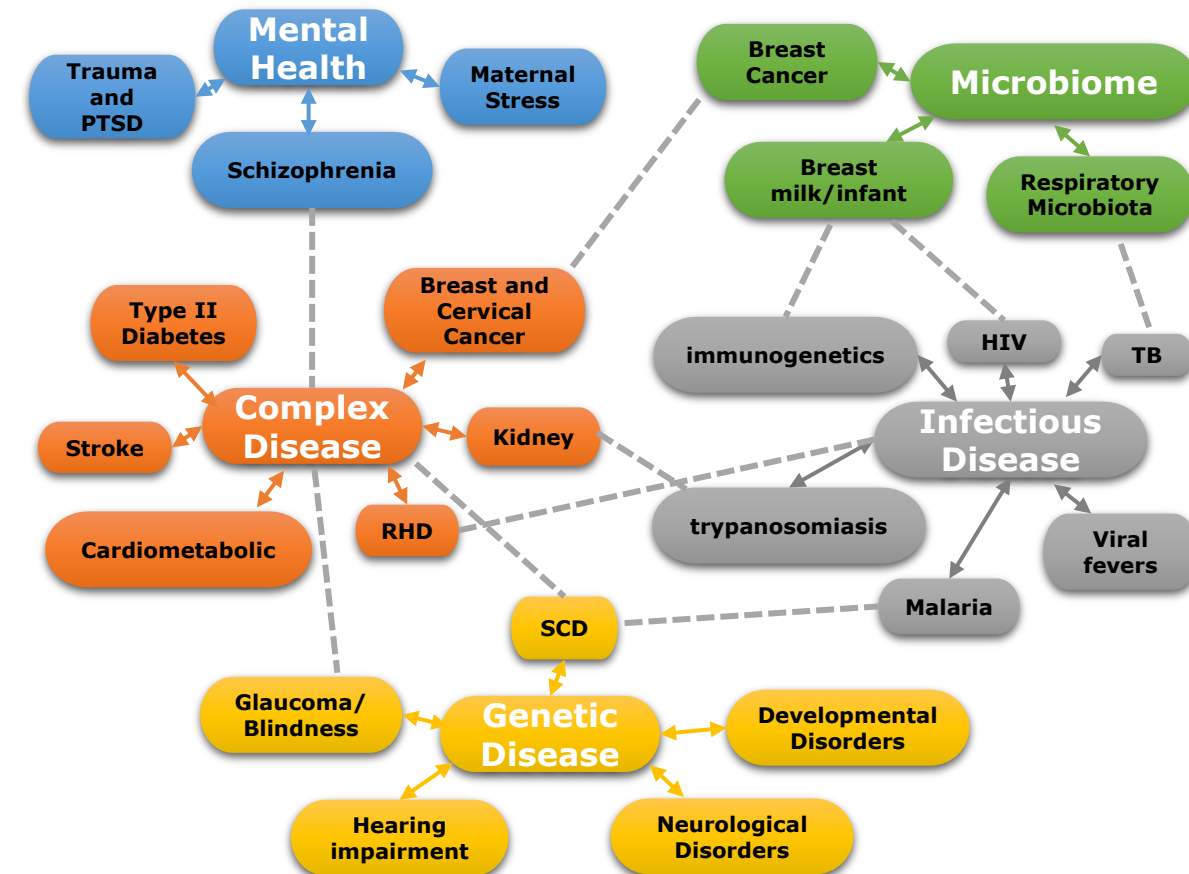 Mental
Health
Trauma
and
PTSD
Maternal
Stress
Schizophrenia
Breast
Cancer
Microbiome
Breast
milk/infant
Respiratory
Microbiota
Type II
Diabetes
Breast and
Cervical
Cancer
Complex
Disease
Stroke
Kidney
Cardiometabolic
RHD
immunogenetics
HIV
TB
Infectious
Disease
trypanosomiasis
Viral
fevers
Malaria
SCD
Glaucoma/
Blindness
Genetic
Disease
Developmental
Disorders
Hearing
impairment
Neurological
Disorders